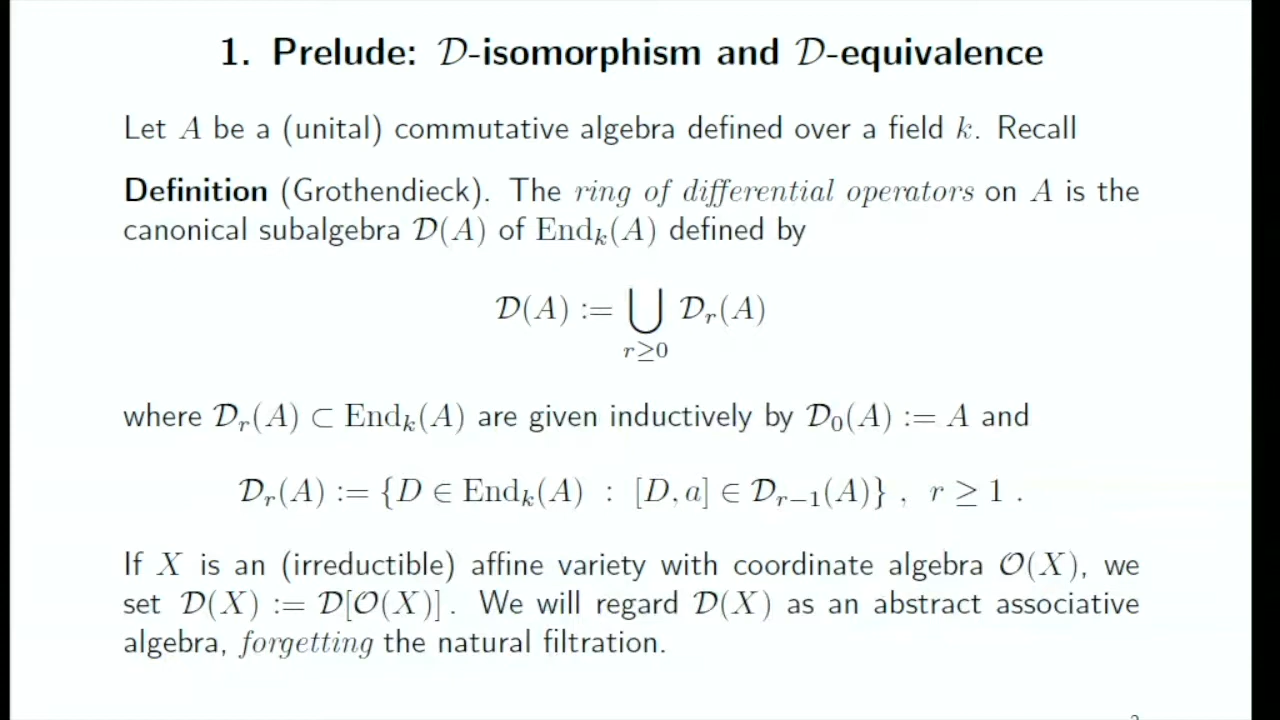 1. Prelude: 𝒟-isomorphism and 𝒟-equivalence
Let A be a (unital) commutative algebra defined over a field k. Recall
Definition (Grothendieck). The ring of differential operators on A is the
canonical subalgebra 𝒟(A) of End_k(A) defined by
𝒟(A) := ⋃_{r≥0} 𝒟_r(A)
where 𝒟_r(A) ⊂ End_k(A) are given inductively by 𝒟_0(A) := A and
𝒟_r(A) := {D ∈ End_k(A) : [D, a] ∈ 𝒟_{r−1}(A)} , r ≥ 1 .
If X is an (irreductible) affine variety with coordinate algebra 𝒪(X), we
set 𝒟(X) := 𝒟[𝒪(X)] . We will regard 𝒟(X) as an abstract associative
algebra, forgetting the natural filtration.